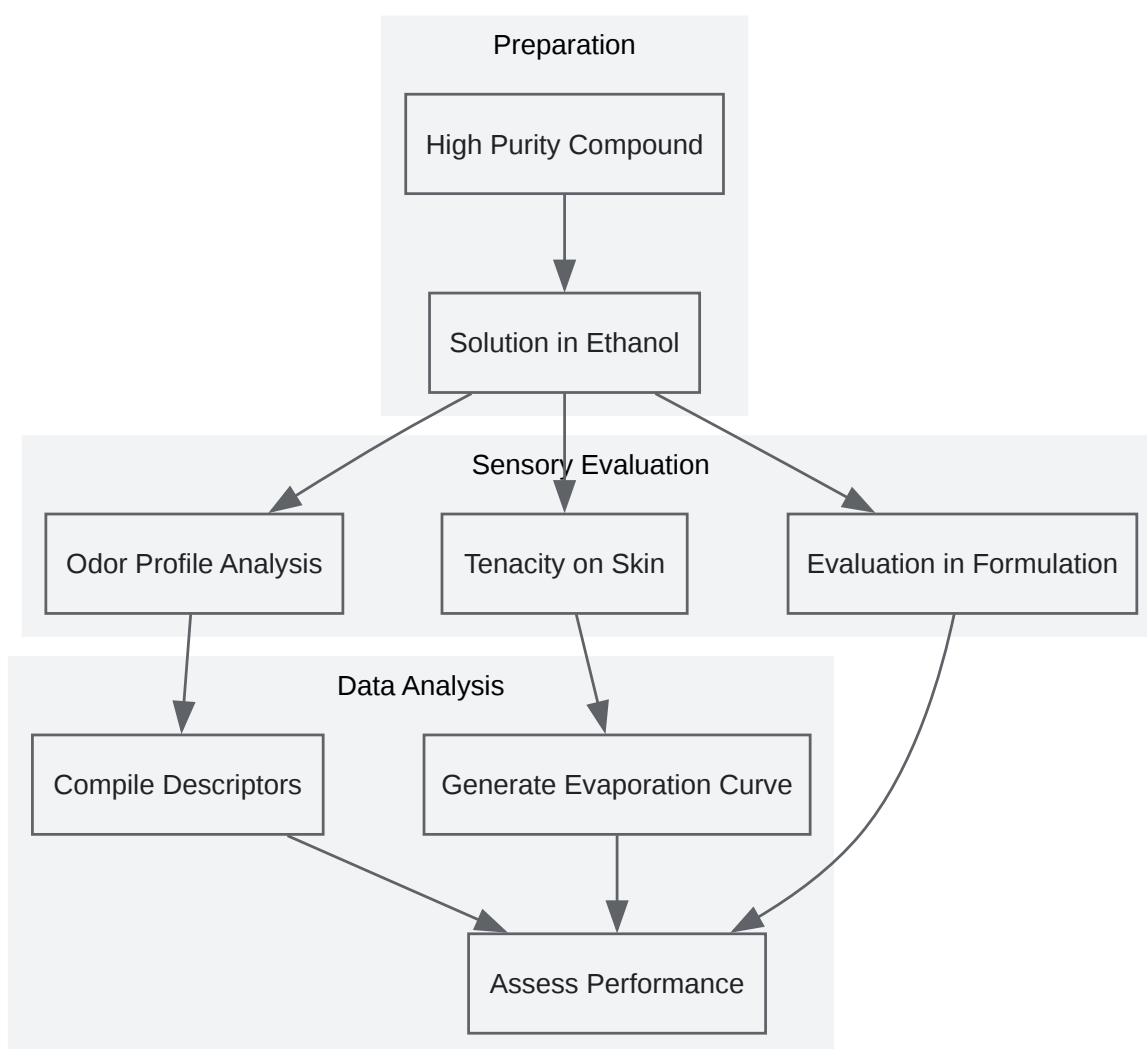 Preparation
High Purity Compound
Solution in Ethanol
Sensory Evaluation
Odor Profile Analysis
Tenacity on Skin
Evaluation in Formulation
Data Analysis
Compile Descriptors
Generate Evaporation Curve
Assess Performance